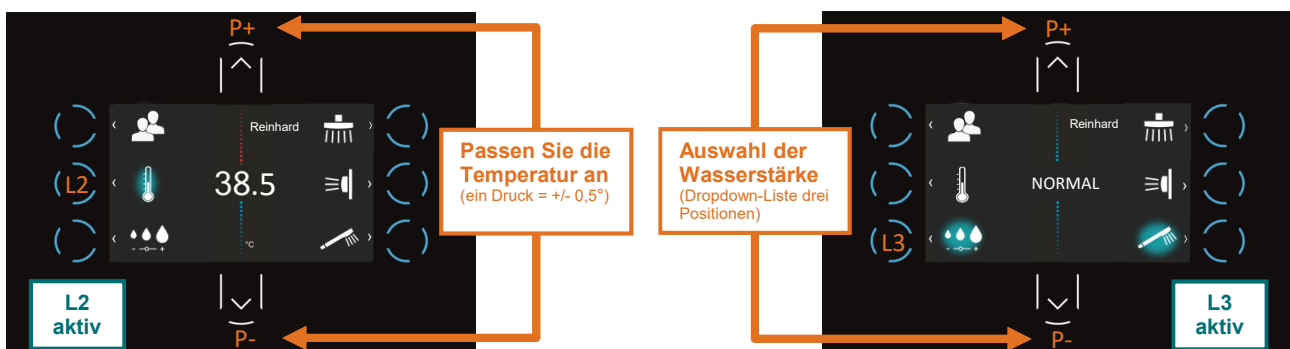 P+
Reinhard
L2
38.5
°C
- +
P-
L2
aktiv
Passen Sie die
Temperatur an
(ein Druck = +/- 0,5°)
Auswahl der
Wasserstärke
(Dropdown-Liste drei
Positionen)
P+
Reinhard
NORMAL
L3
- +
P-
L3
aktiv